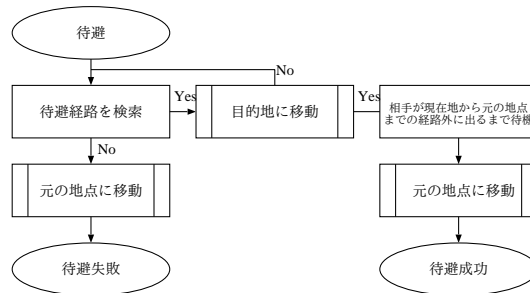 待避
No
待避経路を検索
Yes
目的地に移動
Yes
相手が現在地から元の地点
までの経路外に出るまで待機
No
元の地点に移動
元の地点に移動
待避失敗
待避成功